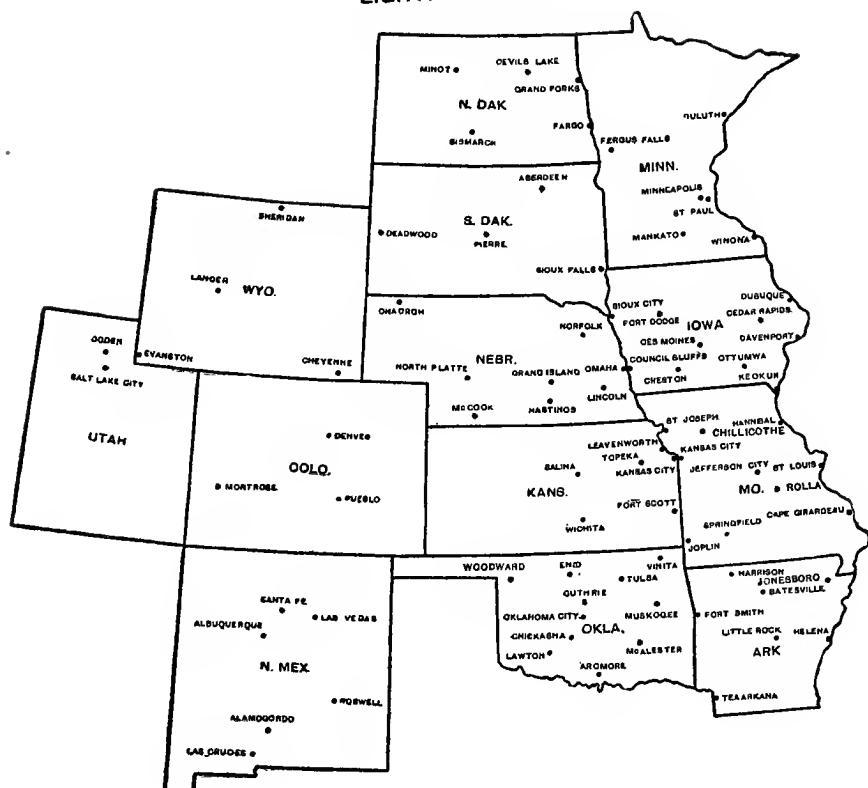 MINOT
DEVILS LAKE
GRAND FORKS
N. DAK
FARGO
BISMARCH
DULUTH
FERGUS FALLS
MINN.
MINNEAPOLIS
ST PAUL
MANKATO
WINONA
ABERDEEN
S. DAK.
DEADWOOD
PIERRE
SIOUX FALLS
SHERIDAN
LANDER
WYO.
EVANSTON
CHEYENNE
OGDEN
SALT LAKE CITY
UTAH
CHADRON
NORFOLK
NEBR.
NORTH PLATTE
GRAND ISLAND
OMAHA
LINCOLN
MCCOOK
HASTINGS
SIOUX CITY
FORT DODGE
IOWA
DUBUQUE
CEDAR RAPIDS.
DES MOINES
DAVENPORT
COUNCIL BLUFFS
OTTUMWA
CRESTON
KEOKUK
DENVER
COLO.
MORTROSE
PUEBLO
LEAVENWORTH
TOPEKA
SALINA
KANSAS CITY
KANS.
FORT SCOTT
WICHITA
ST JOSEPH
HANNIBAL
CHILLICOTHE
KANSAS CITY
JEFFERSON CITY
ST LOUIS
MO.
ROLLA
CAPE GIRARDEAU
SPRINGFIELD
JOPLIN
SANTA FE
LAS VEGAS
ALBUQUERQUE
N. MEX.
ROSWELL
ALAMOGORDO
LAS CRUCES
WOODWARD
ENID
VINITA
TULSA
GUTHRIE
OKLAHOMA CITY
MUSKOGEE
OKLA.
CHICKASHA
MCALESTER
LAWTON
ARDMORE
HARRISON
JONESBORO
BATESVILLE
FORT SMITH
LITTLE ROCK
HELENA
ARK
TEXARKANA